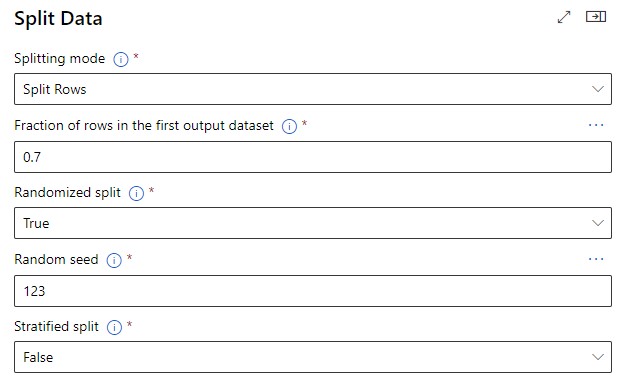 Split Data
Splitting mode *
Split Rows
Fraction of rows in the first output dataset *
0.7
Randomized split *
True
Random seed *
123
Stratified split *
False